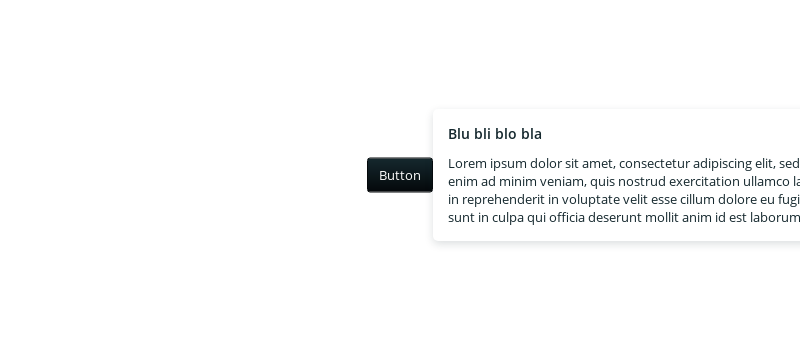 Blu bli blo bla
Button
Lorem ipsum dolor sit amet, consectetur adipiscing elit, sed
enim ad minim veniam, quis nostrud exercitation ullamco
in reprehenderit in voluptate velit esse cillum dolore eu
sunt in culpa qui officia deserunt mollit anim id est laborum